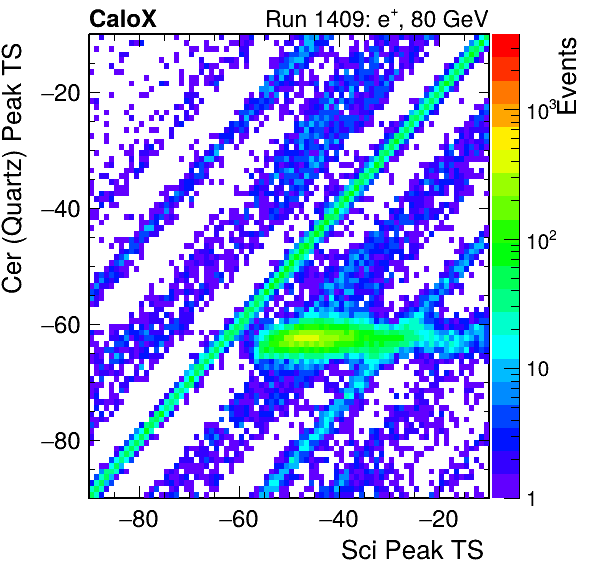 CaloX Run 1409: e⁺, 80 GeV
Cer (Quartz) Peak TS
−20
−40
−60
−80
−80 −60 −40 −20
Sci Peak TS
Events
10³
10²
10
1